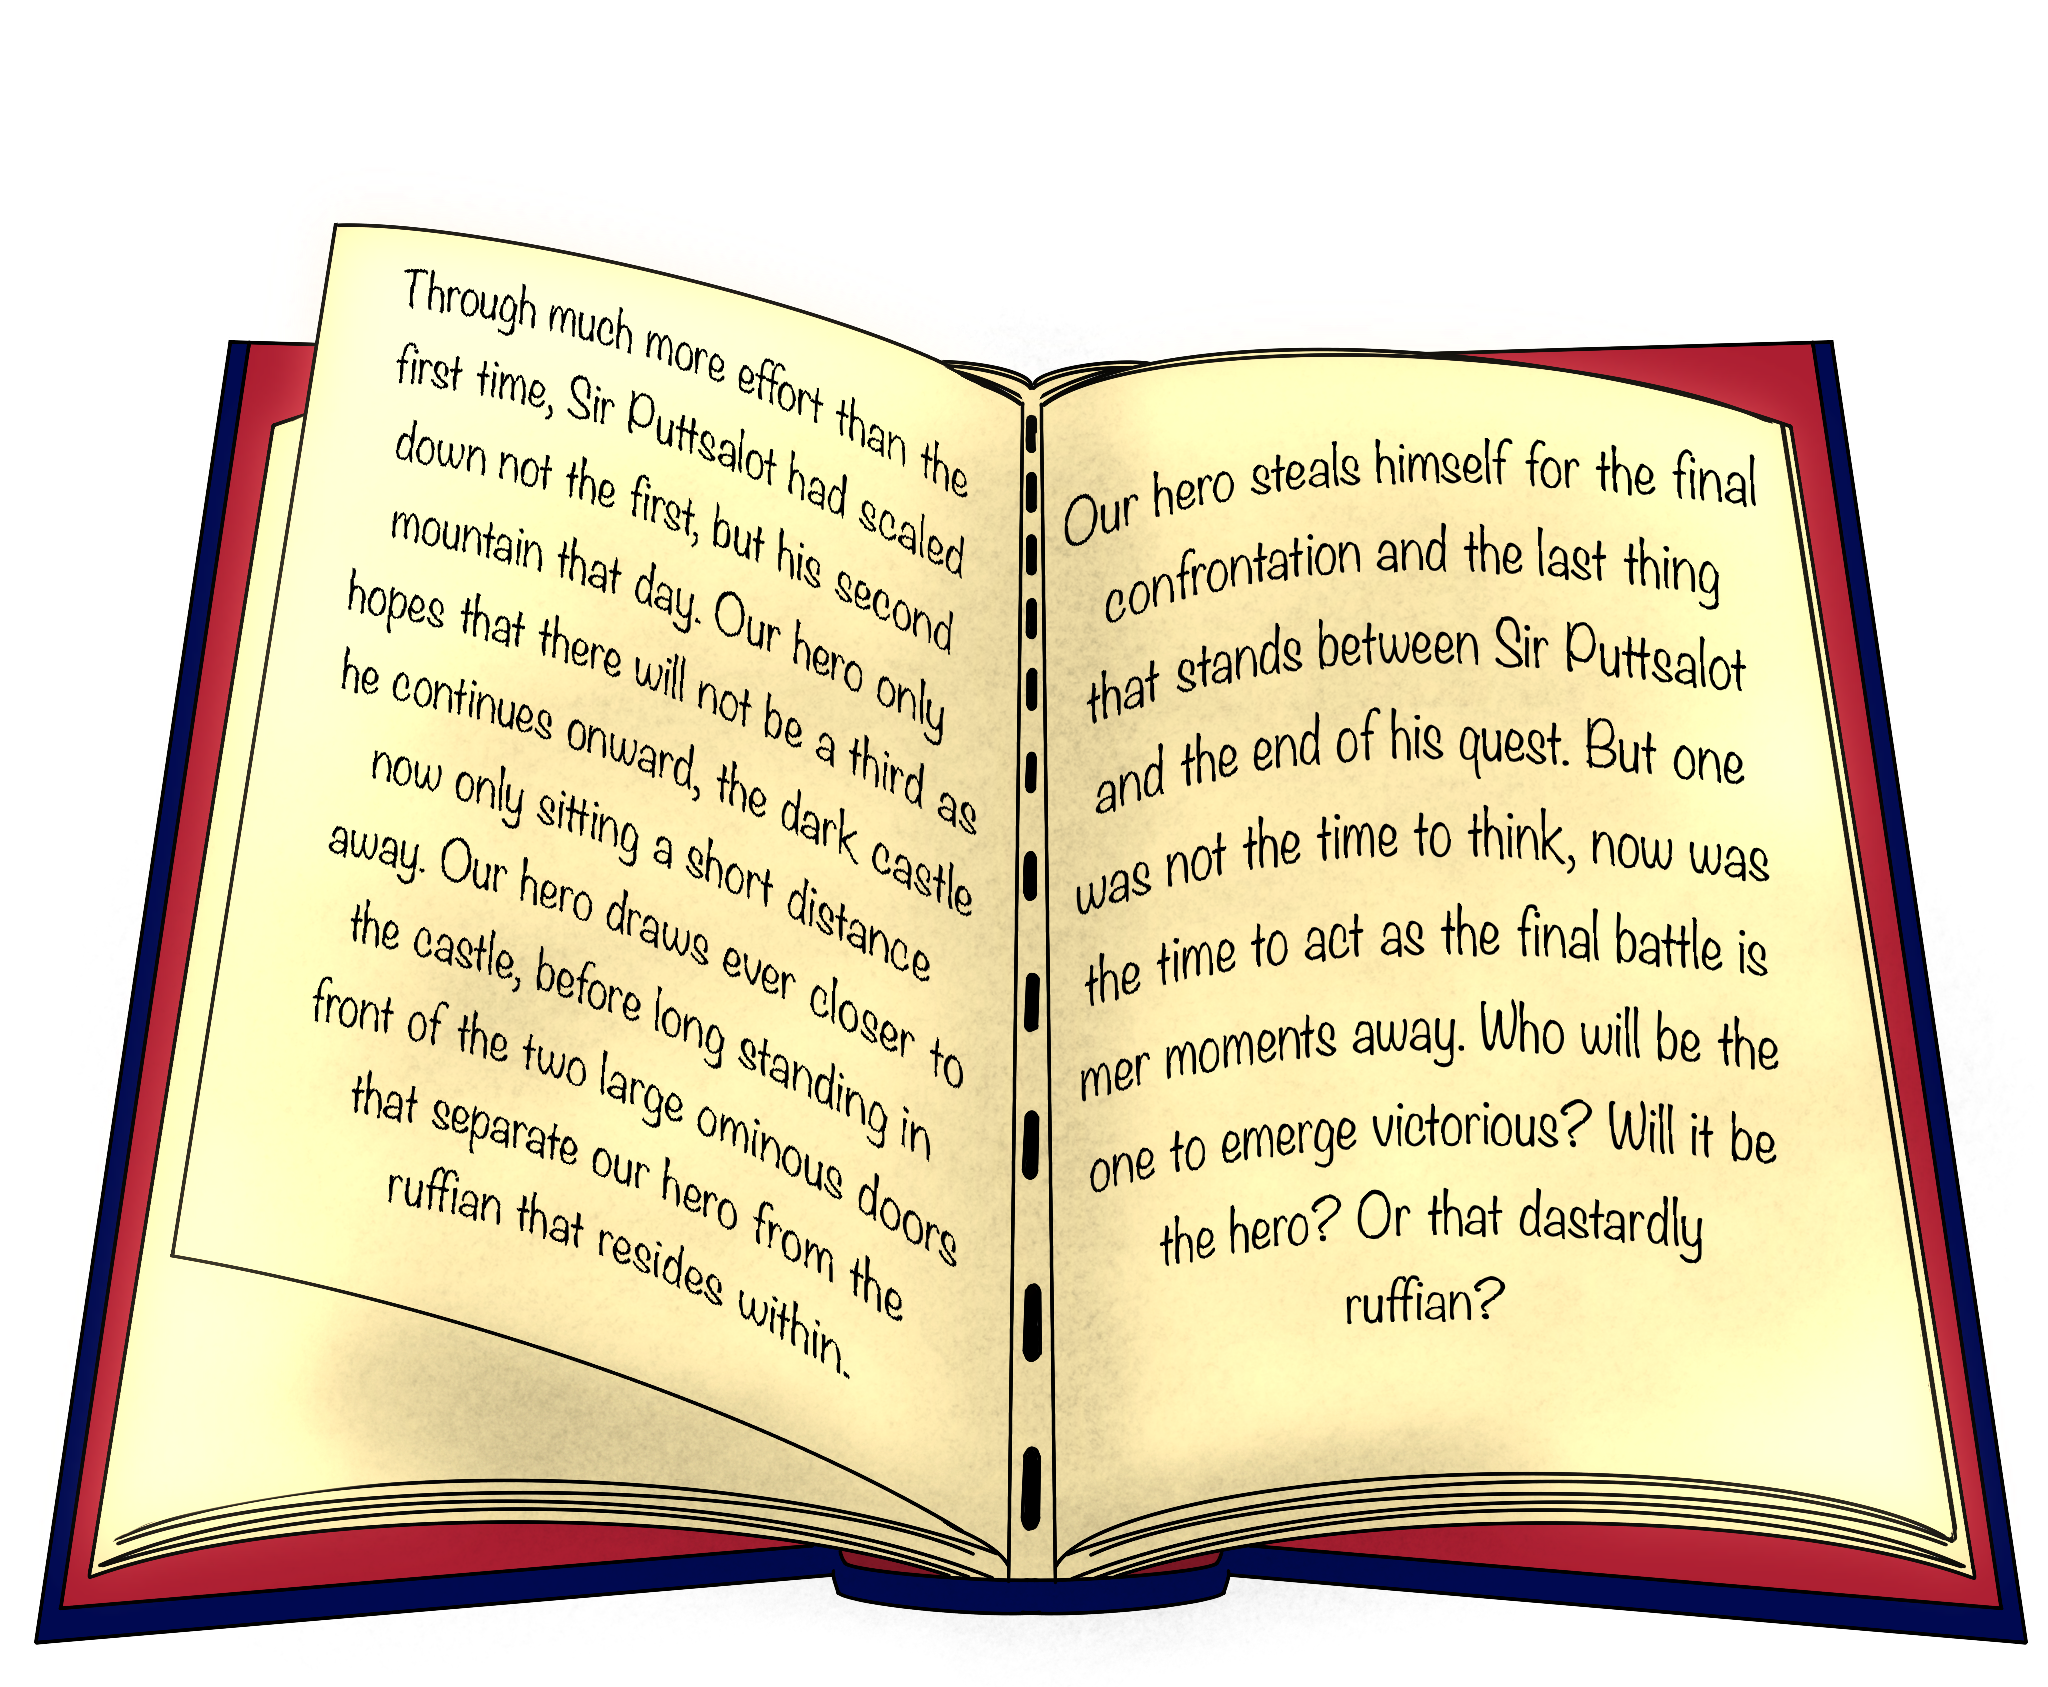 Through much more effort than the
first time, Sir Puttsalot had scaled
down not the first, but his second
mountain that day. Our hero only
hopes that there will not be a third as
he continues onward, the dark castle
now only sitting a short distance
away. Our hero draws ever closer to
the castle, before long standing in
front of the two large ominous doors
that separate our hero from the
ruffian that resides within.
Our hero steals himself for the final
confrontation and the last thing
that stands between Sir Puttsalot
and the end of his quest. But one
was not the time to think, now was
the time to act as the final battle is
mer moments away. Who will be the
one to emerge victorious? Will it be
the hero? Or that dastardly
ruffian?